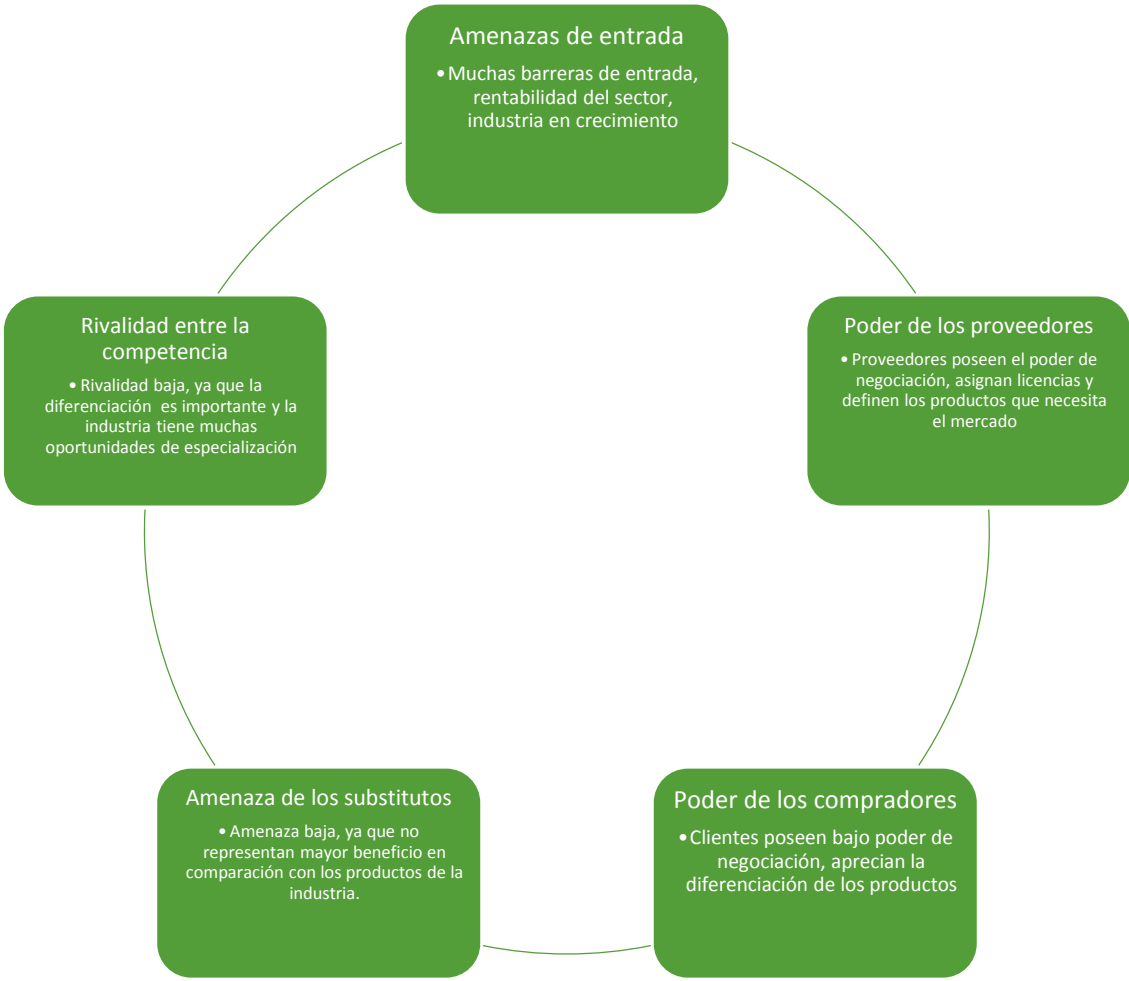 Amenazas de entrada
• Muchas barreras de entrada,
rentabilidad del sector,
industria en crecimiento
Poder de los proveedores
• Proveedores poseen el poder de
negociación, asignan licencias y
definen los productos que necesita
el mercado
Poder de los compradores
• Clientes poseen bajo poder de
negociación, aprecian la
diferenciación de los productos
Amenaza de los substitutos
• Amenaza baja, ya que no
representan mayor beneficio en
comparación con los productos de la
industria.
Rivalidad entre la
competencia
• Rivalidad baja, ya que la
diferenciación es importante y la
industria tiene muchas
oportunidades de especialización